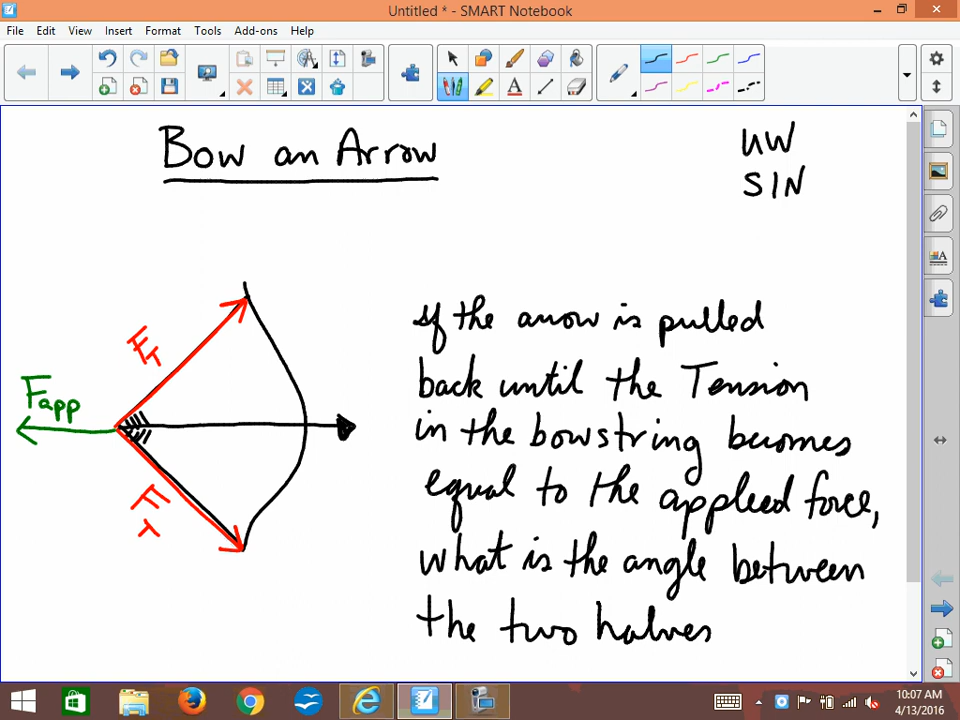 Untitled * - SMART Notebook
File Edit View Insert Format Tools Add-ons Help
Bow an Arrow
UW
SIN
If the arrow is pulled
back until the Tension
in the bowstring becomes
equal to the applied force,
what is the angle between
the two halves
FT
Fapp
FT
10:07 AM
4/13/2016